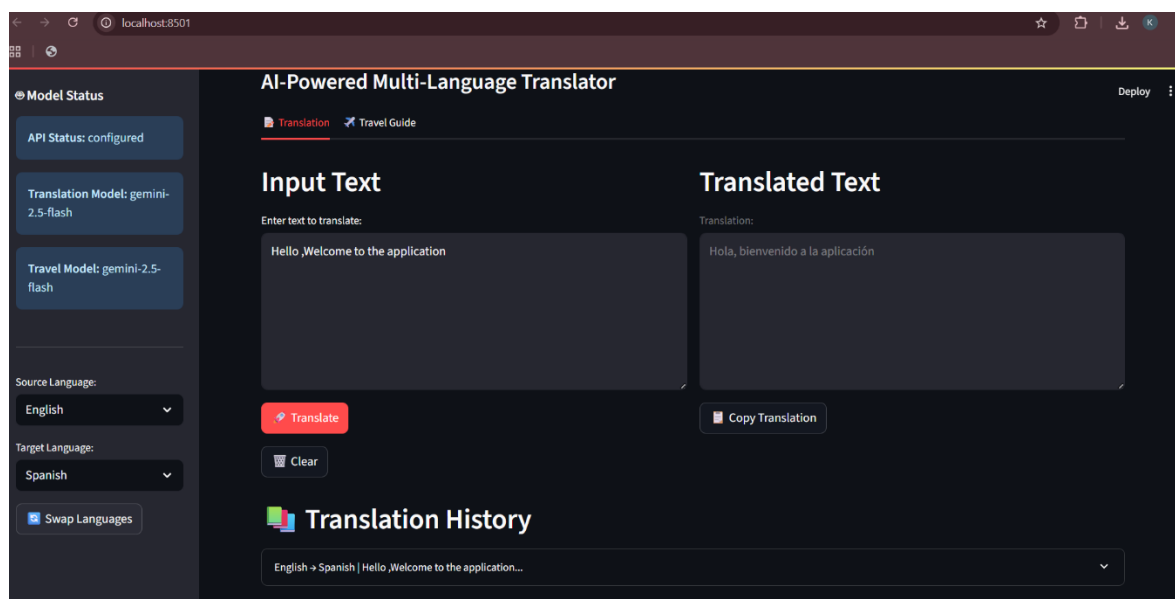 localhost:8501
K
Model Status
API Status: configured
Translation Model: gemini-
2.5-flash
Travel Model: gemini-2.5-
flash
Source Language:
English
Target Language:
Spanish
Swap Languages
AI-Powered Multi-Language Translator
Deploy
Translation Travel Guide
Input Text
Enter text to translate:
Hello ,Welcome to the application
Translate
Clear
Translated Text
Translation:
Hola, bienvenido a la aplicación
Copy Translation
Translation History
English → Spanish | Hello ,Welcome to the application...